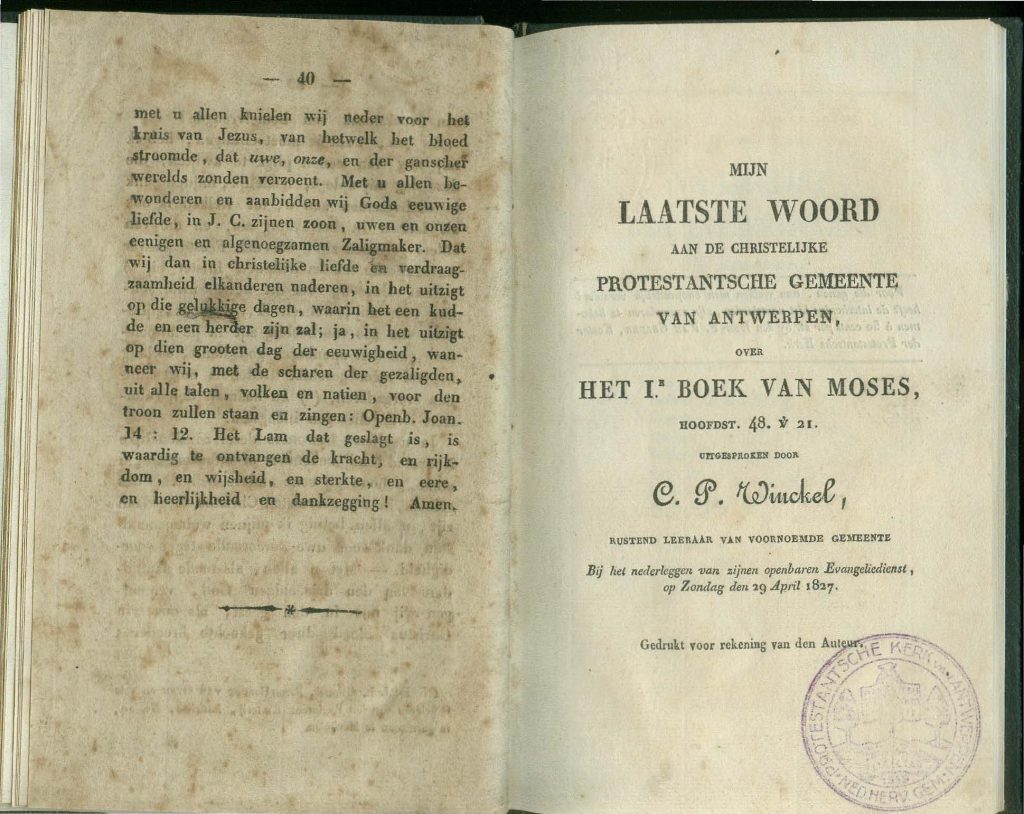 — 40 —
met u allen knielen wij neder voor het
kruis van Jezus, van hetwelk het bloed
stroomde, dat uwe, onze, en der ganscher
werelds zonden verzoent. Met u allen be-
wonderen en aanbidden wij Gods eeuwige
liefde, in J. C. zijnen zoon, uwen en onzen
eenigen en algenoegzamen Zaligmaker. Dat
wij dan in christelijke liefde en verdraag-
zaamheid elkanderen naderen, in het uitzigt
op die gelukkige dagen, waarin het een kud-
de en een herder zijn zal; ja, in het uitzigt
op dien grooten dag der eeuwigheid, wan-
neer wij, met de scharen der gezaligden,
uit alle talen, volken en natien, voor den
troon zullen staan en zingen: Openb. Joan.
14 : 12. Het Lam dat geslagt is, is
waardig te ontvangen de kracht, en rijk-
dom, en wijsheid, en sterkte, en eere,
en heerlijkheid en dankzegging! Amen.
MIJN
LAATSTE WOORD
AAN DE CHRISTELIJKE
PROTESTANTSCHE GEMEENTE
VAN ANTWERPEN,
OVER
HET I.E BOEK VAN MOSES,
HOOFDST. 48. ℣ 21.
UITGESPROKEN DOOR
C. P. Winckel,
RUSTEND LEERAAR VAN VOORNOEMDE GEMEENTE
Bij het nederleggen van zijnen openbaren Evangeliedienst,
op Zondag den 29 April 1827.
Gedrukt voor rekening van den Auteur.
PROTESTANTSCHE KERK VAN ANTWERPEN
NED. HERV. GEM.